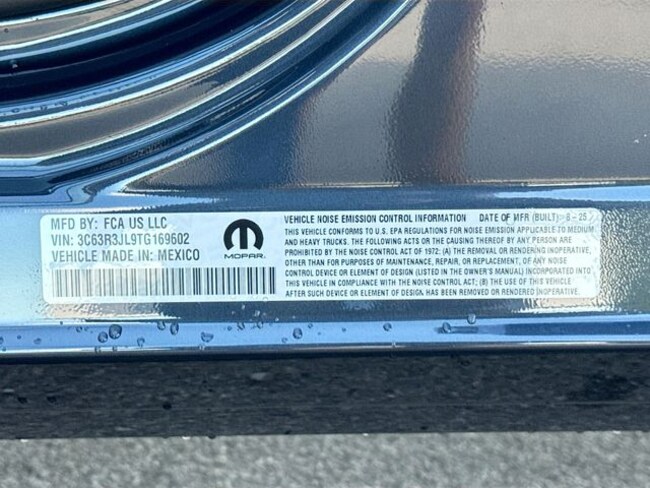 MFD BY: FCA US LLC
VIN: 3C63R3JL9TG169602
VEHICLE MADE IN: MEXICO
MOPAR
VEHICLE NOISE EMISSION CONTROL INFORMATION DATE OF MFR (BUILT): 8 - 25
THIS VEHICLE CONFORMS TO U.S. EPA REGULATIONS FOR NOISE EMISSION APPLICABLE TO MEDIUM
AND HEAVY TRUCKS. THE FOLLOWING ACTS OR THE CAUSING THEREOF BY ANY PERSON ARE
PROHIBITED BY THE NOISE CONTROL ACT OF 1972: (A) THE REMOVAL OR RENDERING INOPERATIVE,
OTHER THAN FOR PURPOSES OF MAINTENANCE, REPAIR, OR REPLACEMENT, OF ANY NOISE
CONTROL DEVICE OR ELEMENT OF DESIGN (LISTED IN THE OWNER'S MANUAL) INCORPORATED INTO
THIS VEHICLE IN COMPLIANCE WITH THE NOISE CONTROL ACT; (B) THE USE OF THIS VEHICLE
AFTER SUCH DEVICE OR ELEMENT OF DESIGN HAS BEEN REMOVED OR RENDERED INOPERATIVE.